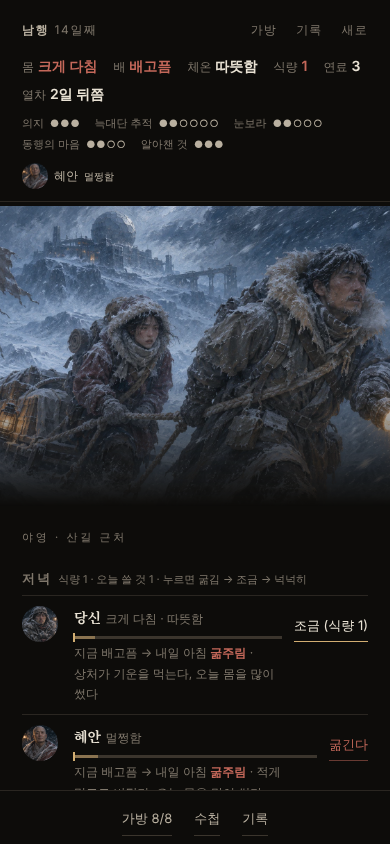 남행 14일째 가방 기록 새로
몸 크게 다침 배 배고픔 체온 따뜻함 식량 1 연료 3
열차 2일 뒤쯤
의지 ●●● 늑대단 추적 ●●○○○○ 눈보라 ●●○○○○
동행의 마음 ●●○○ 알아챈 것 ●●●
혜안 멀쩡함
야영 · 산길 근처
저녁 식량 1 · 오늘 쓸 것 1 · 누르면 굶김 → 조금 → 넉넉히
당신 크게 다침 · 따뜻함
조금 (식량 1)
지금 배고픔 → 내일 아침 굶주림 ·
상처가 기운을 먹는다, 오늘 몸을 많이
썼다
혜안 멀쩡함
굶긴다
지금 배고픔 → 내일 아침 굶주림 · 적게
가방 8/8 수첩 기록